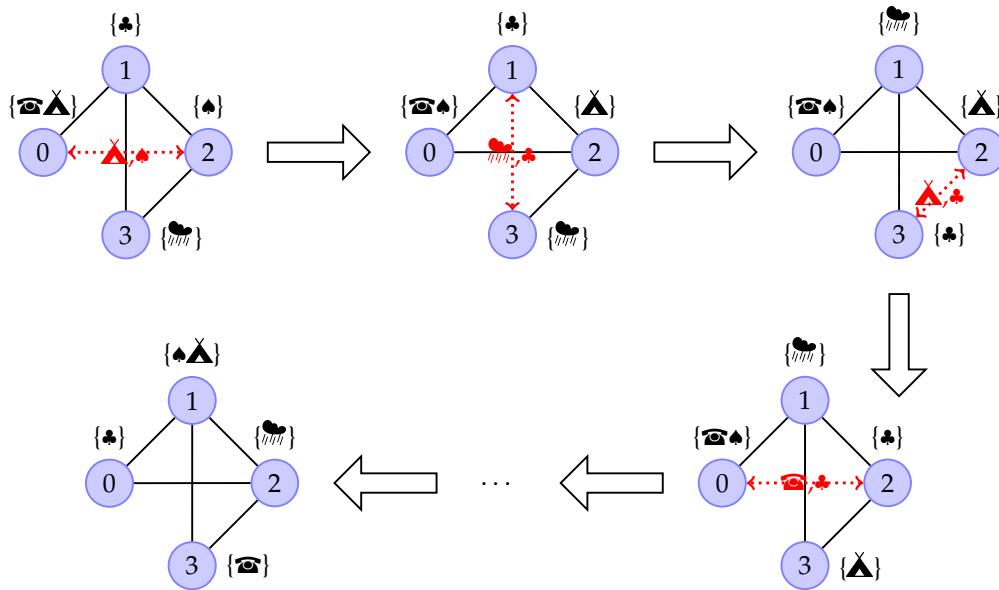 {♣} {♣} {🌧}
1 1 1
{☎⛺} {♠} {☎♠} {⛺} {☎♠} {⛺}
0 ⛺,♠ 2 0 🌧,♣ 2 0 2
⛺,♣
3 {🌧} 3 {🌧} 3 {♣}
{♠⛺} {🌧}
1 1
{♣} {🌧} {☎♠} {♣}
0 2 ... 0 ☎,♣ 2
3 {☎} 3 {⛺}